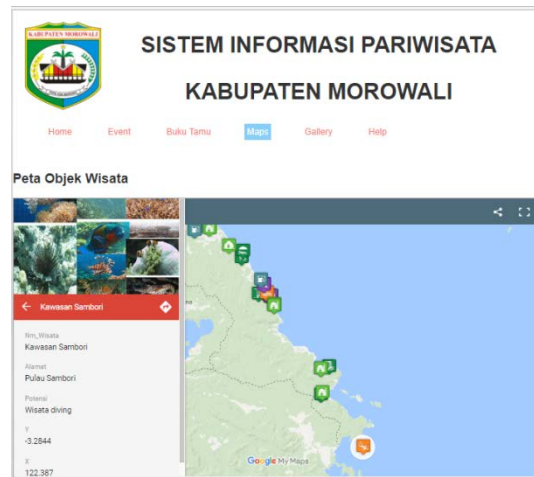 KABUPATEN MOROWALI
SISTEM INFORMASI PARIWISATA
KABUPATEN MOROWALI
Home Event Buku Tamu Maps Gallery Help
Peta Objek Wisata
Kawasan Sambori
Nm_Wisata
Kawasan Sambori
Alamat
Pulau Sambori
Potensi
Wisata diving
Y
-3.2844
X
122.387
Google My Maps